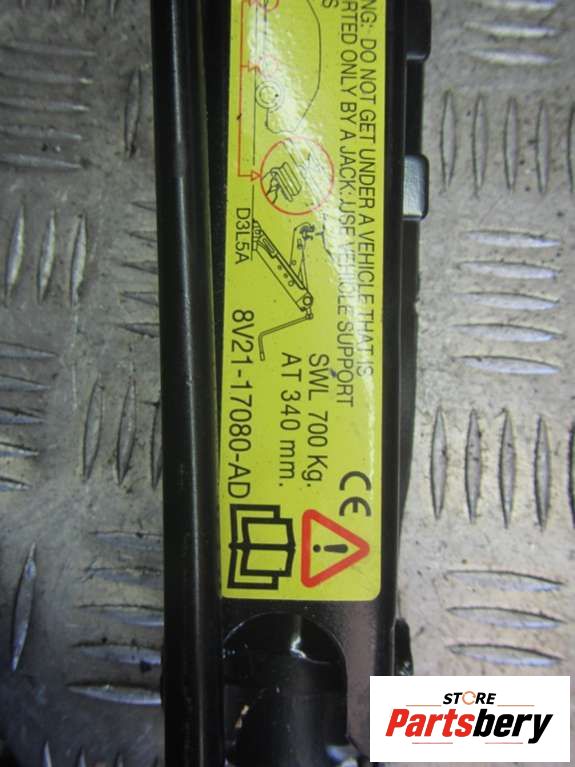 NG: DO NOT GET UNDER A VEHICLE THAT IS
RTED ONLY BY A JACK: USE VEHICLE SUPPORT
S
SWL 700 Kg.
AT 340 mm.
D3L5A
8V21-17080-AD
CE
STORE
Partsbery